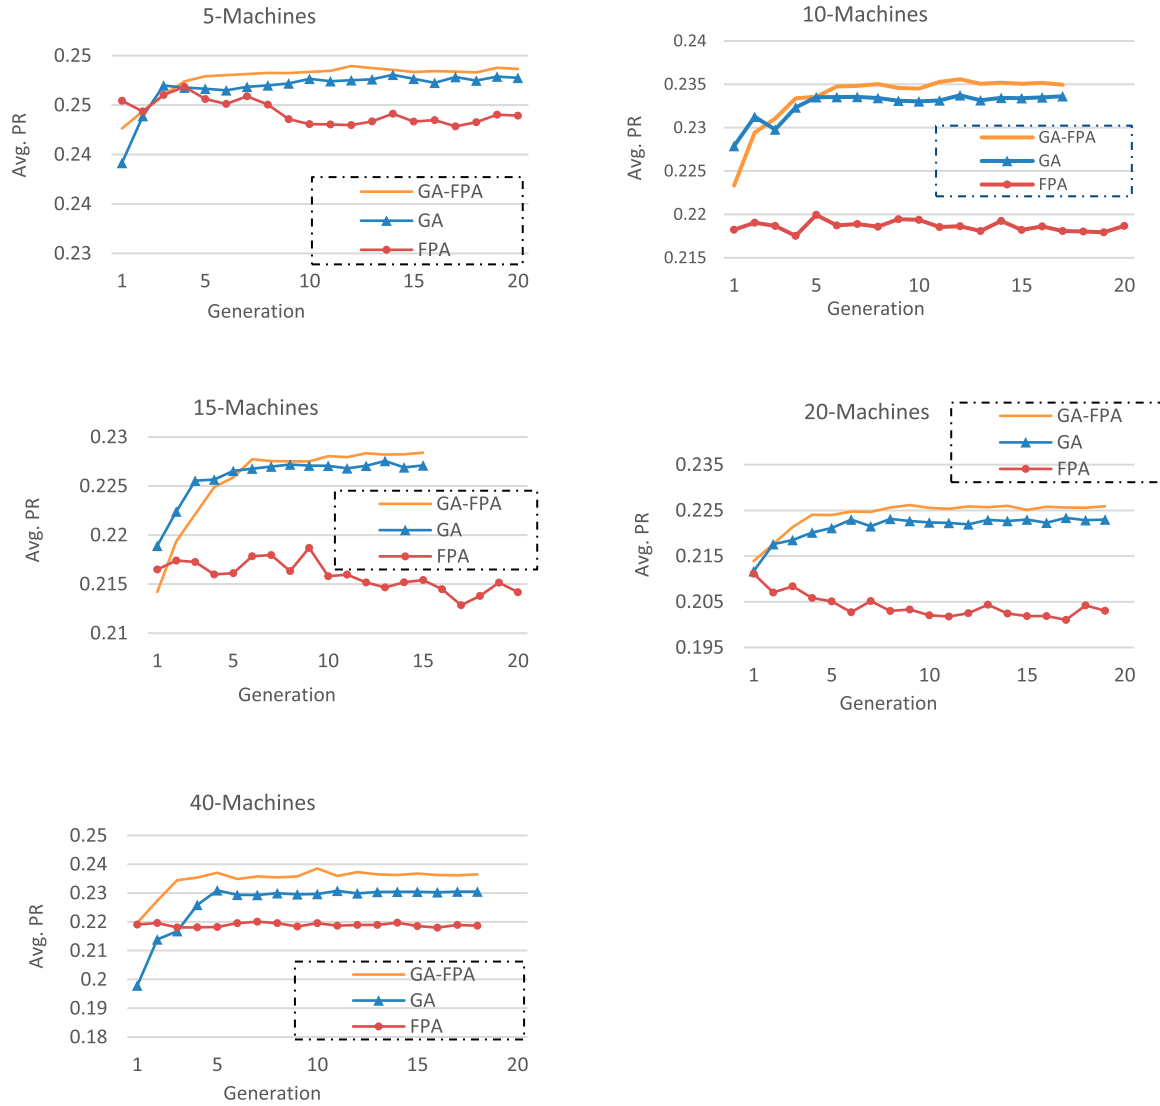 5-Machines
0.25
0.25
0.24
0.24
0.23
Avg. PR
GA-FPA
GA
FPA
1 5 10 15 20
Generation
10-Machines
0.24
0.235
0.23
0.225
0.22
0.215
Avg. PR
GA-FPA
GA
FPA
1 5 10 15 20
Generation
15-Machines
0.23
0.225
0.22
0.215
0.21
Avg. PR
GA-FPA
GA
FPA
1 5 10 15 20
Generation
20-Machines
GA-FPA
GA
FPA
0.235
0.225
0.215
0.205
0.195
Avg. PR
1 5 10 15 20
Generation
40-Machines
0.25
0.24
0.23
0.22
0.21
0.2
0.19
0.18
Avg. PR
GA-FPA
GA
FPA
1 5 10 15 20
Generation